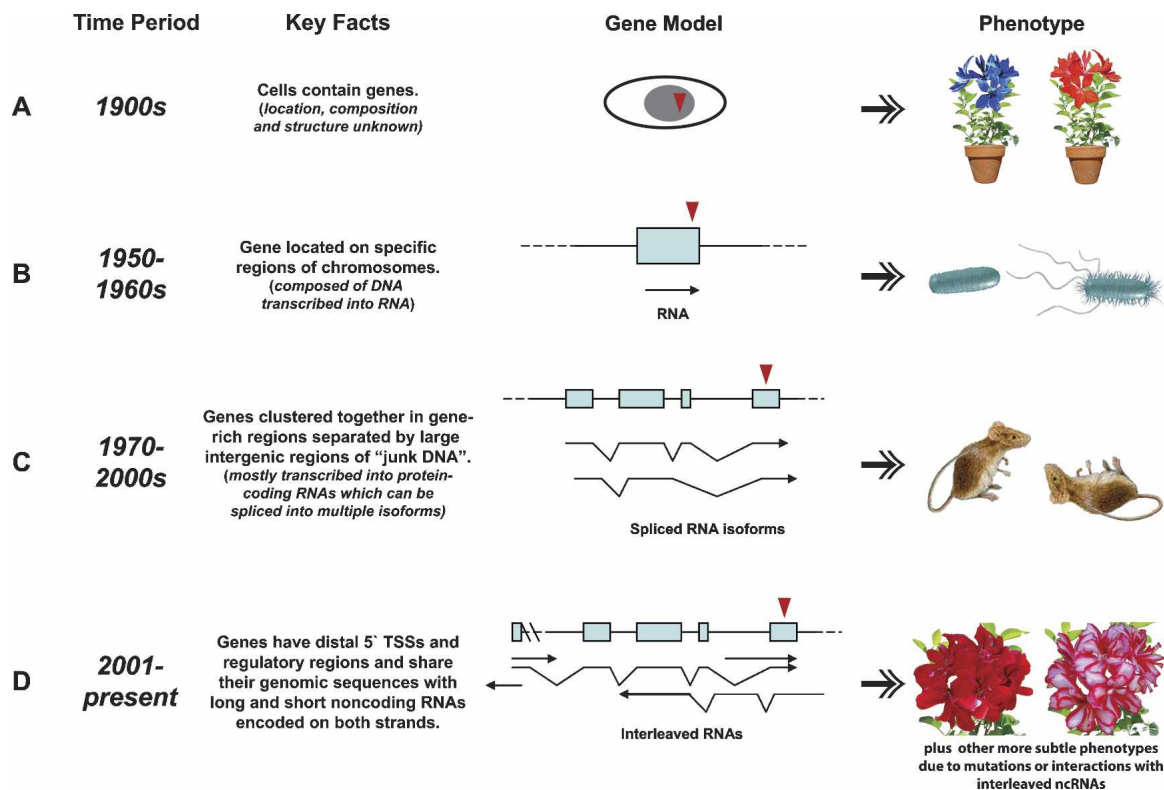 Time Period Key Facts Gene Model Phenotype
A
1900s
Cells contain genes.
(location, composition
and structure unknown)
B
1950-
1960s
Gene located on specific
regions of chromosomes.
(composed of DNA
transcribed into RNA)
RNA
C
1970-
2000s
Genes clustered together in gene-
rich regions separated by large
intergenic regions of “junk DNA”.
(mostly transcribed into protein-
coding RNAs which can be
spliced into multiple isoforms)
Spliced RNA isoforms
D
2001-
present
Genes have distal 5` TSSs and
regulatory regions and share
their genomic sequences with
long and short noncoding RNAs
encoded on both strands.
Interleaved RNAs
plus other more subtle phenotypes
due to mutations or interactions with
interleaved ncRNAs